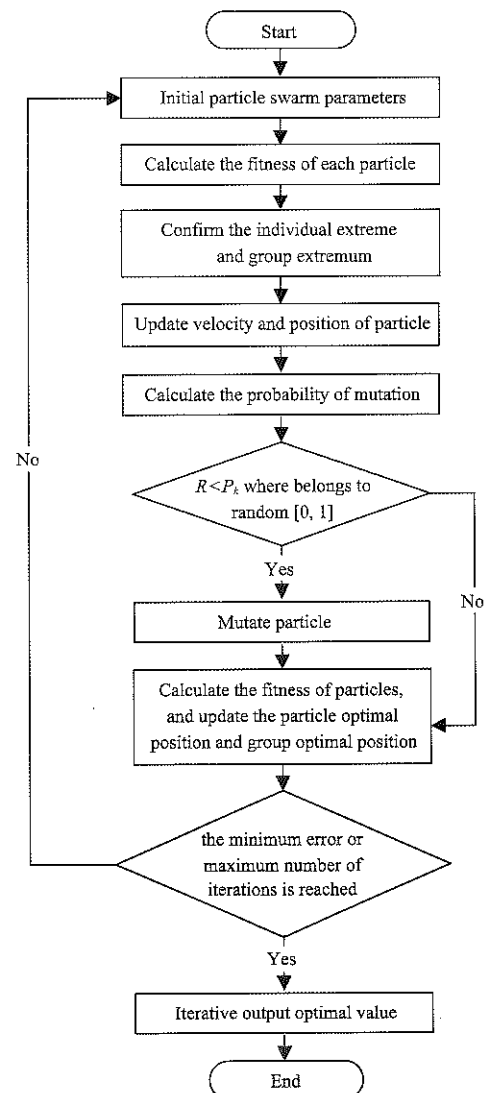 Start
Initial particle swarm parameters
Calculate the fitness of each particle
Confirm the individual extreme
and group extremum
Update velocity and position of particle
Calculate the probability of mutation
No
R<Pk where belongs to
random [0, 1]
Yes
No
Mutate particle
Calculate the fitness of particles,
and update the particle optimal
position and group optimal position
the minimum error or
maximum number of
iterations is reached
Yes
Iterative output optimal value
End